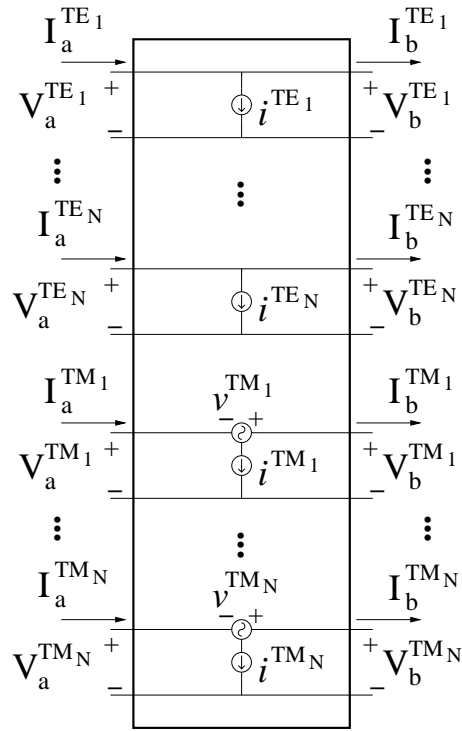 I_a^{TE_1} I_b^{TE_1}
+ +
V_a^{TE_1} i^{TE_1} V_b^{TE_1}
− −
I_a^{TE_N} I_b^{TE_N}
+ +
V_a^{TE_N} i^{TE_N} V_b^{TE_N}
− −
I_a^{TM_1} v^{TM_1} I_b^{TM_1}
− +
+ +
V_a^{TM_1} i^{TM_1} V_b^{TM_1}
− −
I_a^{TM_N} v^{TM_N} I_b^{TM_N}
− +
+ +
V_a^{TM_N} i^{TM_N} V_b^{TM_N}
− −